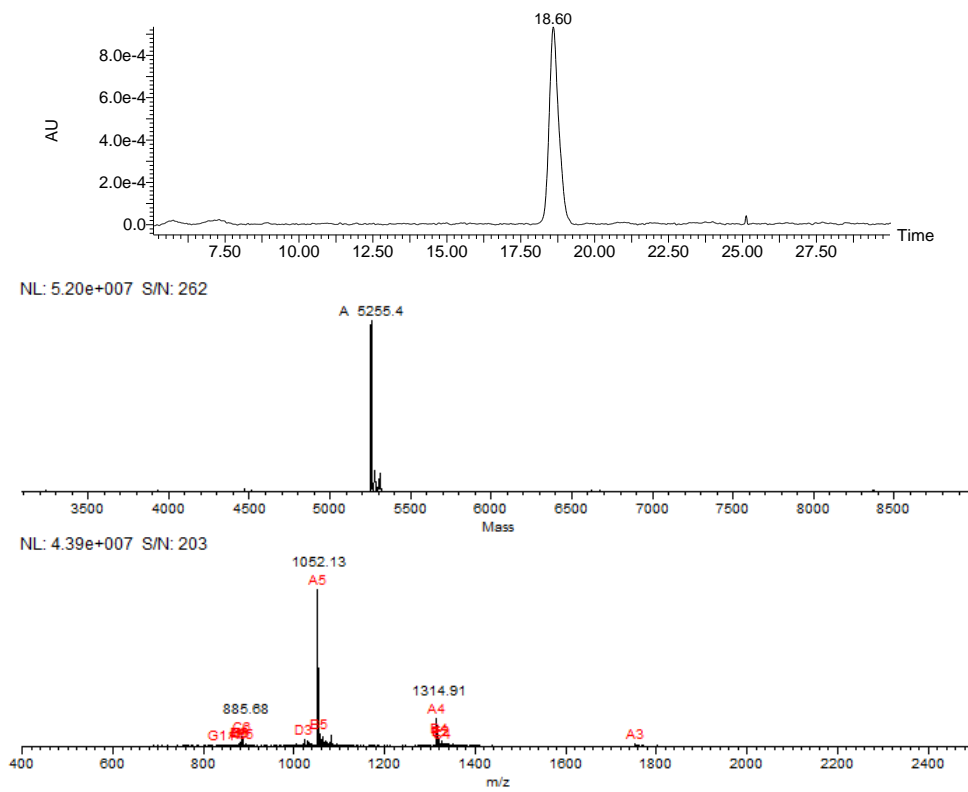 18.60
8.0e-4
6.0e-4
AU
4.0e-4
2.0e-4
0.0
Time
7.50 10.00 12.50 15.00 17.50 20.00 22.50 25.00 27.50
NL: 5.20e+007 S/N: 262
A 5255.4
3500 4000 4500 5000 5500 6000 6500 7000 7500 8000 8500
Mass
NL: 4.39e+007 S/N: 203
1052.13
A5
1314.91
885.68
A4
D3
B5
G1
A3
400 600 800 1000 1200 1400 1600 1800 2000 2200 2400
m/z